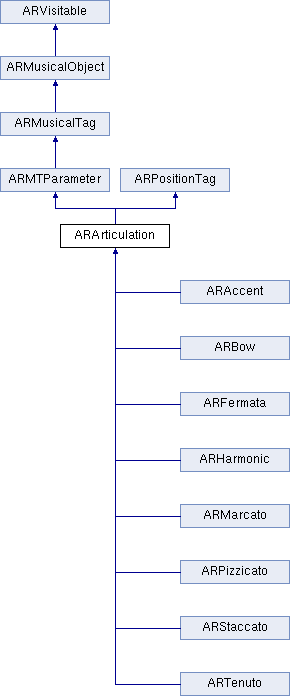 ARVisitable
ARMusicalObject
ARMusicalTag
ARMTParameter
ARPositionTag
ARArticulation
ARAccent
ARBow
ARFermata
ARHarmonic
ARMarcato
ARPizzicato
ARStaccato
ARTenuto